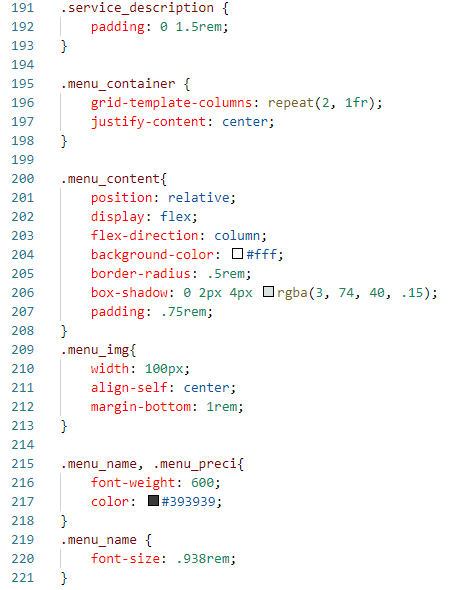 191 .service_description {
192 padding: 0 1.5rem;
193 }
194
195 .menu_container {
196 grid-template-columns: repeat(2, 1fr);
197 justify-content: center;
198 }
199
200 .menu_content{
201 position: relative;
202 display: flex;
203 flex-direction: column;
204 background-color: #fff;
205 border-radius: .5rem;
206 box-shadow: 0 2px 4px rgba(3, 74, 40, .15);
207 padding: .75rem;
208 }
209 .menu_img{
210 width: 100px;
211 align-self: center;
212 margin-bottom: 1rem;
213 }
214
215 .menu_name, .menu_preci{
216 font-weight: 600;
217 color: #393939;
218 }
219 .menu_name {
220 font-size: .938rem;
221 }